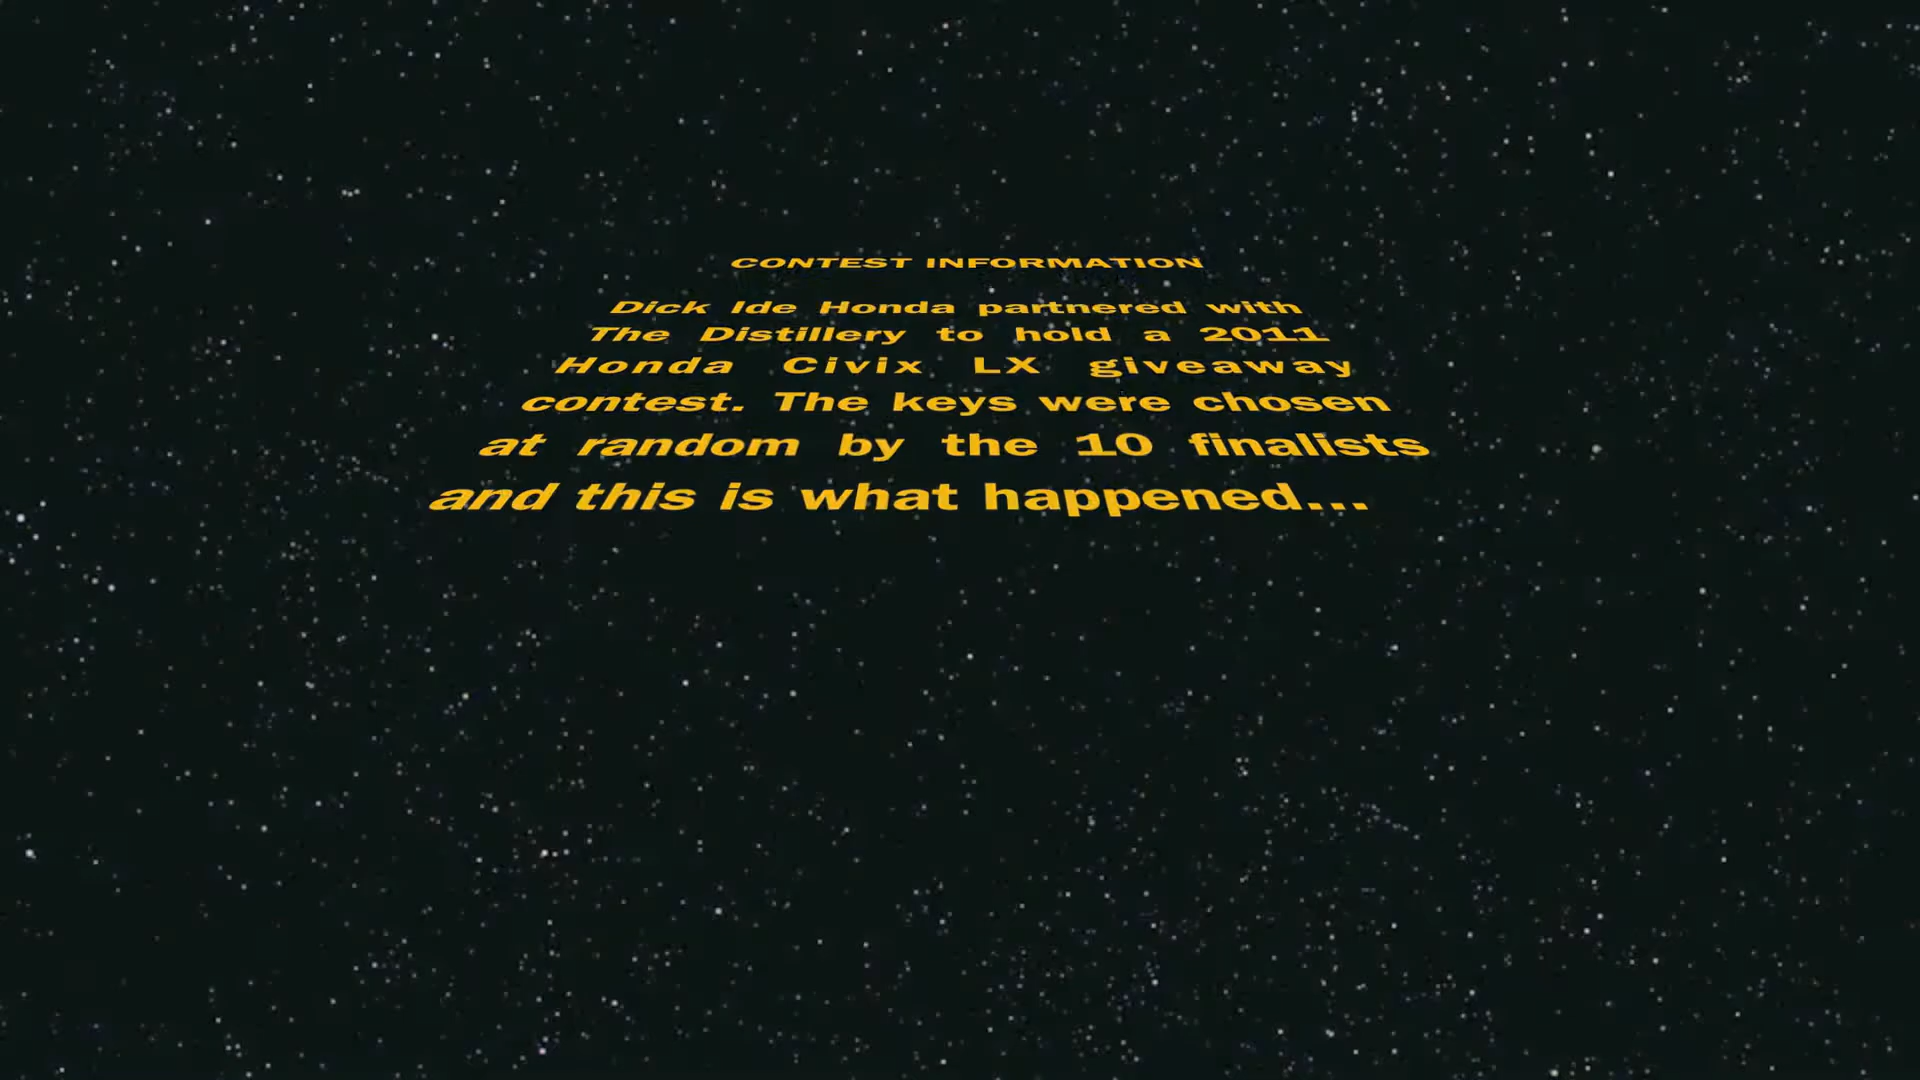 CONTEST INFORMATION
Dick Ide Honda partnered with
The Distillery to hold a 2011
Honda Civix LX giveaway
contest. The keys were chosen
at random by the 10 finalists
and this is what happened...